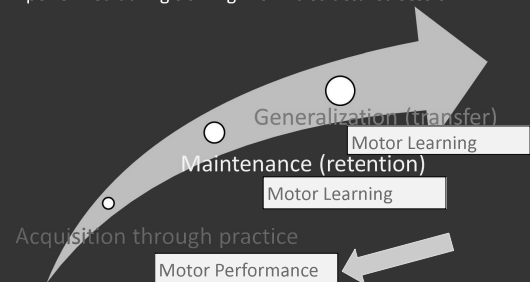 Generalization (transfer)
Motor Learning
Maintenance (retention)
Motor Learning
Acquisition through practice
Motor Performance